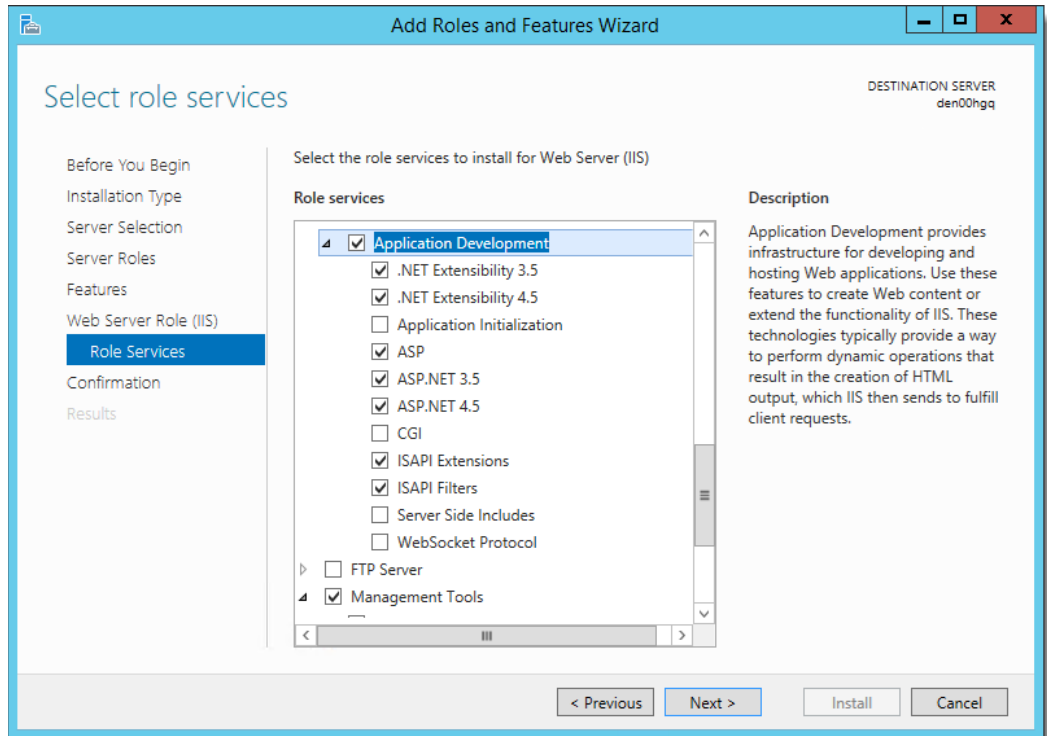 Add Roles and Features Wizard
Select role services
DESTINATION SERVER
den00hgq
Before You Begin
Installation Type
Server Selection
Server Roles
Features
Web Server Role (IIS)
Role Services
Confirmation
Results
Select the role services to install for Web Server (IIS)
Role services
Application Development
.NET Extensibility 3.5
.NET Extensibility 4.5
Application Initialization
ASP
ASP.NET 3.5
ASP.NET 4.5
CGI
ISAPI Extensions
ISAPI Filters
Server Side Includes
WebSocket Protocol
FTP Server
Management Tools
Description
Application Development provides
infrastructure for developing and
hosting Web applications. Use these
features to create Web content or
extend the functionality of IIS. These
technologies typically provide a way
to perform dynamic operations that
result in the creation of HTML
output, which IIS then sends to fulfill
client requests.
< Previous
Next >
Install
Cancel